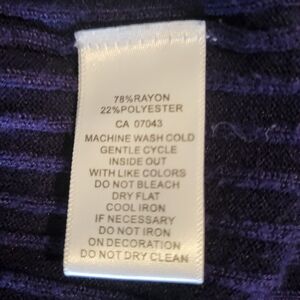 78%RAYON
22%POLYESTER
CA 07043
MACHINE WASH COLD
GENTLE CYCLE
INSIDE OUT
WITH LIKE COLORS
DO NOT BLEACH
DRY FLAT
COOL IRON
IF NECESSARY
DO NOT IRON
ON DECORATION
DO NOT DRY CLEAN